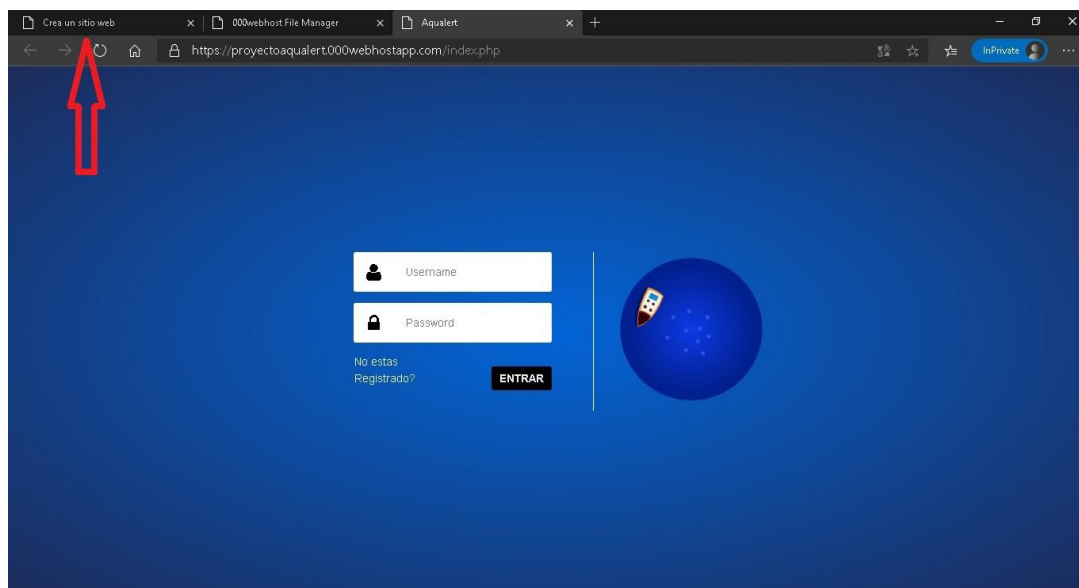 Crea un sitio web
000webhost File Manager
Aqualert
https://proyectoaqualert.000webhostapp.com/index.php
InPrivate
Username
Password
No estas
Registrado?
ENTRAR